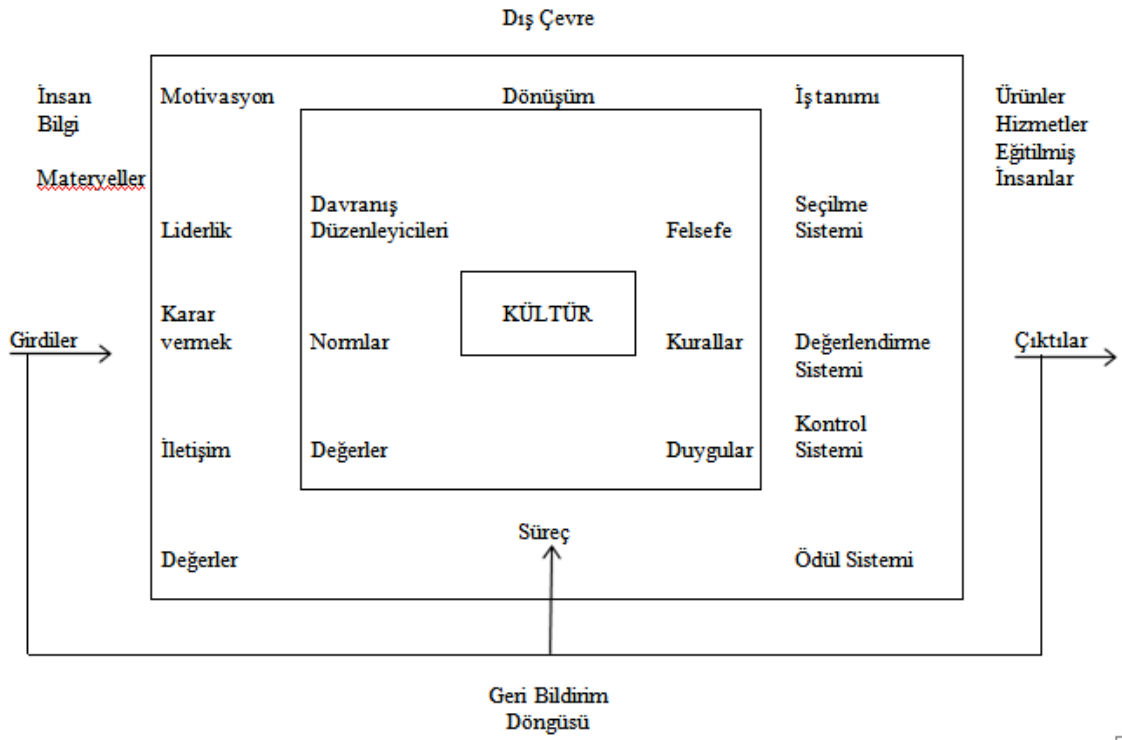 Dış Çevre
İnsan
Bilgi
Materyeller
Motivasyon
Dönüşüm
İş tanımı
Ürünler
Hizmetler
Eğitilmiş
İnsanlar
Liderlik
Davranış
Düzenleyicileri
Felsefe
Seçilme
Sistemi
KÜLTÜR
Girdiler
Karar
vermek
Normlar
Kurallar
Değerlendirme
Sistemi
Çıktılar
İletişim
Değerler
Duygular
Kontrol
Sistemi
Süreç
Değerler
Ödül Sistemi
Geri Bildirim
Döngüsü